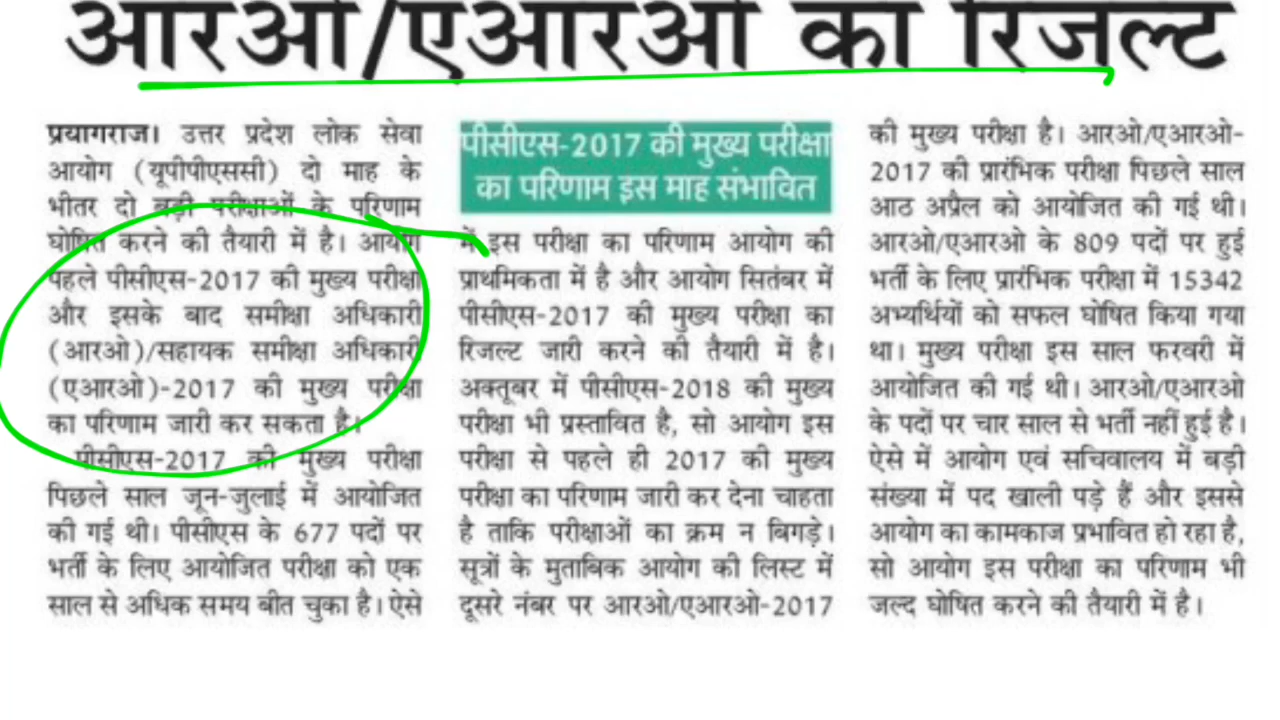 आरओ/एआरओ का रिजल्ट
प्रयागराज। उत्तर प्रदेश लोक सेवा
आयोग (यूपीपीएससी) दो माह के
भीतर दो बड़ी परीक्षाओं के परिणाम
घोषित करने की तैयारी में है। आयोग
पहले पीसीएस-2017 की मुख्य परीक्षा
और इसके बाद समीक्षा अधिकारी
(आरओ)/सहायक समीक्षा अधिकारी
(एआरओ)-2017 की मुख्य परीक्षा
का परिणाम जारी कर सकता है।
पीसीएस-2017 की मुख्य परीक्षा
पिछले साल जून-जुलाई में आयोजित
की गई थी। पीसीएस के 677 पदों पर
भर्ती के लिए आयोजित परीक्षा को एक
साल से अधिक समय बीत चुका है। ऐसे
पीसीएस-2017 की मुख्य परीक्षा
का परिणाम इस माह संभावित
में इस परीक्षा का परिणाम आयोग की
प्राथमिकता में है और आयोग सितंबर में
पीसीएस-2017 की मुख्य परीक्षा का
रिजल्ट जारी करने की तैयारी में है।
अक्तूबर में पीसीएस-2018 की मुख्य
परीक्षा भी प्रस्तावित है, सो आयोग इस
परीक्षा से पहले ही 2017 की मुख्य
परीक्षा का परिणाम जारी कर देना चाहता
है ताकि परीक्षाओं का क्रम न बिगड़े।
सूत्रों के मुताबिक आयोग की लिस्ट में
दूसरे नंबर पर आरओ/एआरओ-2017
की मुख्य परीक्षा है। आरओ/एआरओ-
2017 की प्रारंभिक परीक्षा पिछले साल
आठ अप्रैल को आयोजित की गई थी।
आरओ/एआरओ के 809 पदों पर हुई
भर्ती के लिए प्रारंभिक परीक्षा में 15342
अभ्यर्थियों को सफल घोषित किया गया
था। मुख्य परीक्षा इस साल फरवरी में
आयोजित की गई थी। आरओ/एआरओ
के पदों पर चार साल से भर्ती नहीं हुई है।
ऐसे में आयोग एवं सचिवालय में बड़ी
संख्या में पद खाली पड़े हैं और इससे
आयोग का कामकाज प्रभावित हो रहा है,
सो आयोग इस परीक्षा का परिणाम भी
जल्द घोषित करने की तैयारी में है।